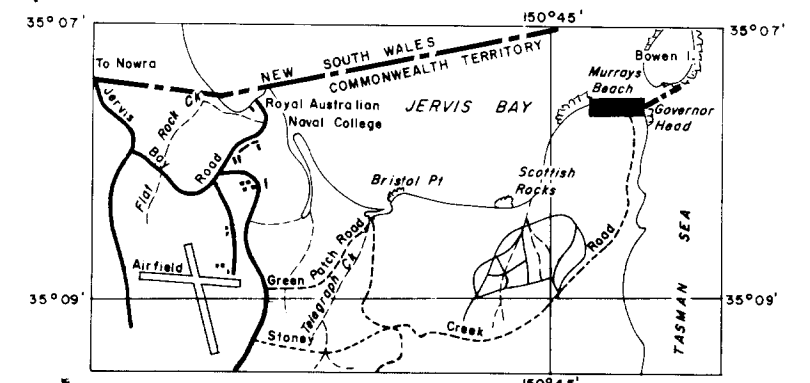 150°45'
35°07'
35°07'
To Nowra
NEW SOUTH WALES
COMMONWEALTH TERRITORY
Bowen I.
Murrays
Beach
Governor
Head
Jervis
Bay
Road
Flat
Rock
Ck
Royal Australian
Naval College
JERVIS BAY
Bristol Pt
Scottish
Rocks
Airfield
Green Patch Road
Telegraph Ck
Stoney
Creek
Road
TASMAN SEA
35°09'
35°09'
150°45'